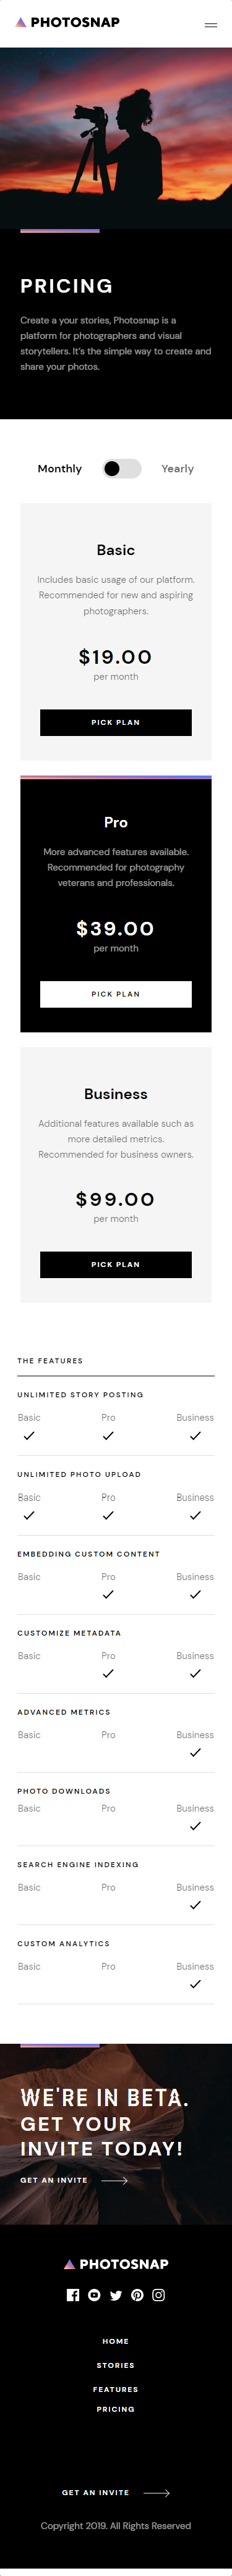 PHOTOSNAP
PRICING
Create a your stories, Photosnap is a
platform for photographers and visual
storytellers. It's the simple way to create and
share your photos.
Monthly Yearly
Basic
Includes basic usage of our platform.
Recommended for new and aspiring
photographers.
$19.00
per month
PICK PLAN
Pro
More advanced features available.
Recommended for photography
veterans and professionals.
$39.00
per month
PICK PLAN
Business
Additional features available such as
more detailed metrics.
Recommended for business owners.
$99.00
per month
PICK PLAN
THE FEATURES
UNLIMITED STORY POSTING
Basic Pro Business
UNLIMITED PHOTO UPLOAD
Basic Pro Business
EMBEDDING CUSTOM CONTENT
Basic Pro Business
CUSTOMIZE METADATA
Basic Pro Business
ADVANCED METRICS
Basic Pro Business
PHOTO DOWNLOADS
Basic Pro Business
SEARCH ENGINE INDEXING
Basic Pro Business
CUSTOM ANALYTICS
Basic Pro Business
WE'RE IN BETA.
GET YOUR
INVITE TODAY!
GET AN INVITE
PHOTOSNAP
HOME
STORIES
FEATURES
PRICING
GET AN INVITE
Copyright 2019. All Rights Reserved